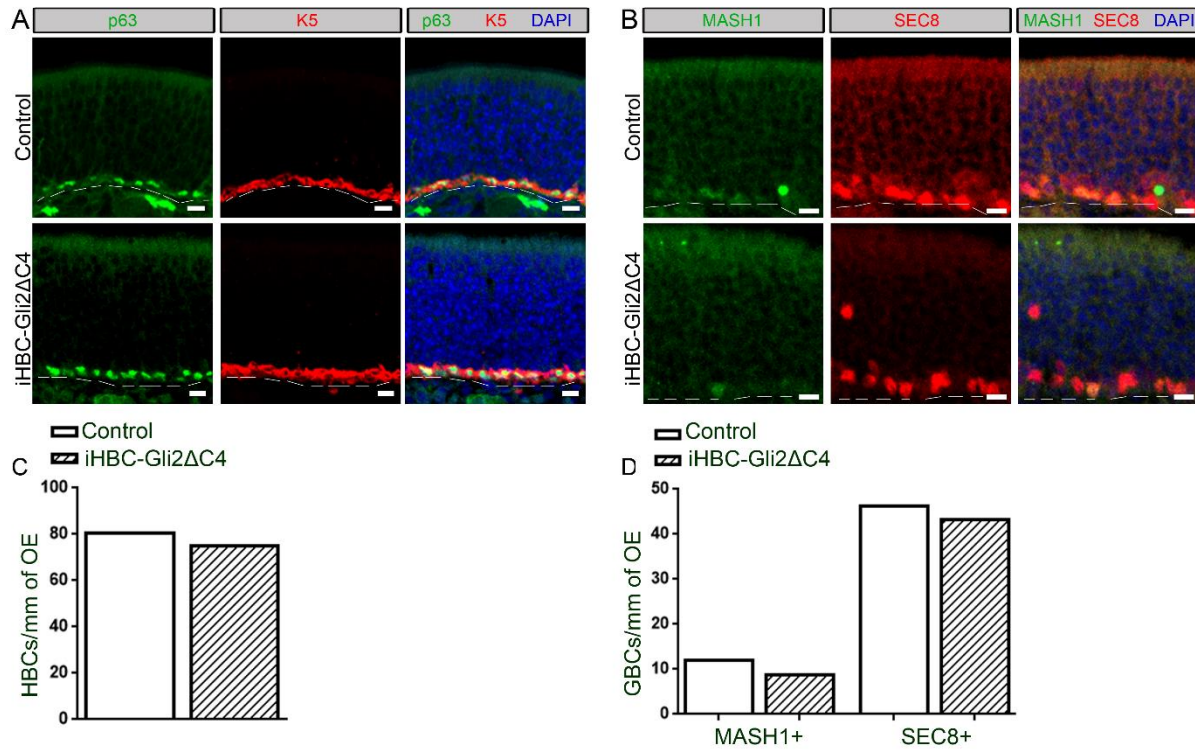 A p63 K5 p63 K5 DAPI
Control
iHBC-Gli2ΔC4
B MASH1 SEC8 MASH1 SEC8 DAPI
Control
iHBC-Gli2ΔC4
C
Control
iHBC-Gli2ΔC4
HBCs/mm of OE
100
80
60
40
20
0
D
Control
iHBC-Gli2ΔC4
GBCs/mm of OE
50
40
30
20
10
0
MASH1+ SEC8+